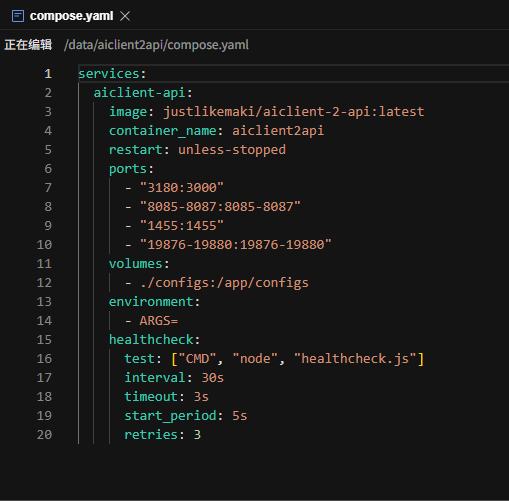 compose.yaml
正在编辑 /data/aiclient2api/compose.yaml
1 services:
2 aiclient-api:
3 image: justlikemaki/aiclient-2-api:latest
4 container_name: aiclient2api
5 restart: unless-stopped
6 ports:
7 - "3180:3000"
8 - "8085-8087:8085-8087"
9 - "1455:1455"
10 - "19876-19880:19876-19880"
11 volumes:
12 - ./configs:/app/configs
13 environment:
14 - ARGS=
15 healthcheck:
16 test: ["CMD", "node", "healthcheck.js"]
17 interval: 30s
18 timeout: 3s
19 start_period: 5s
20 retries: 3